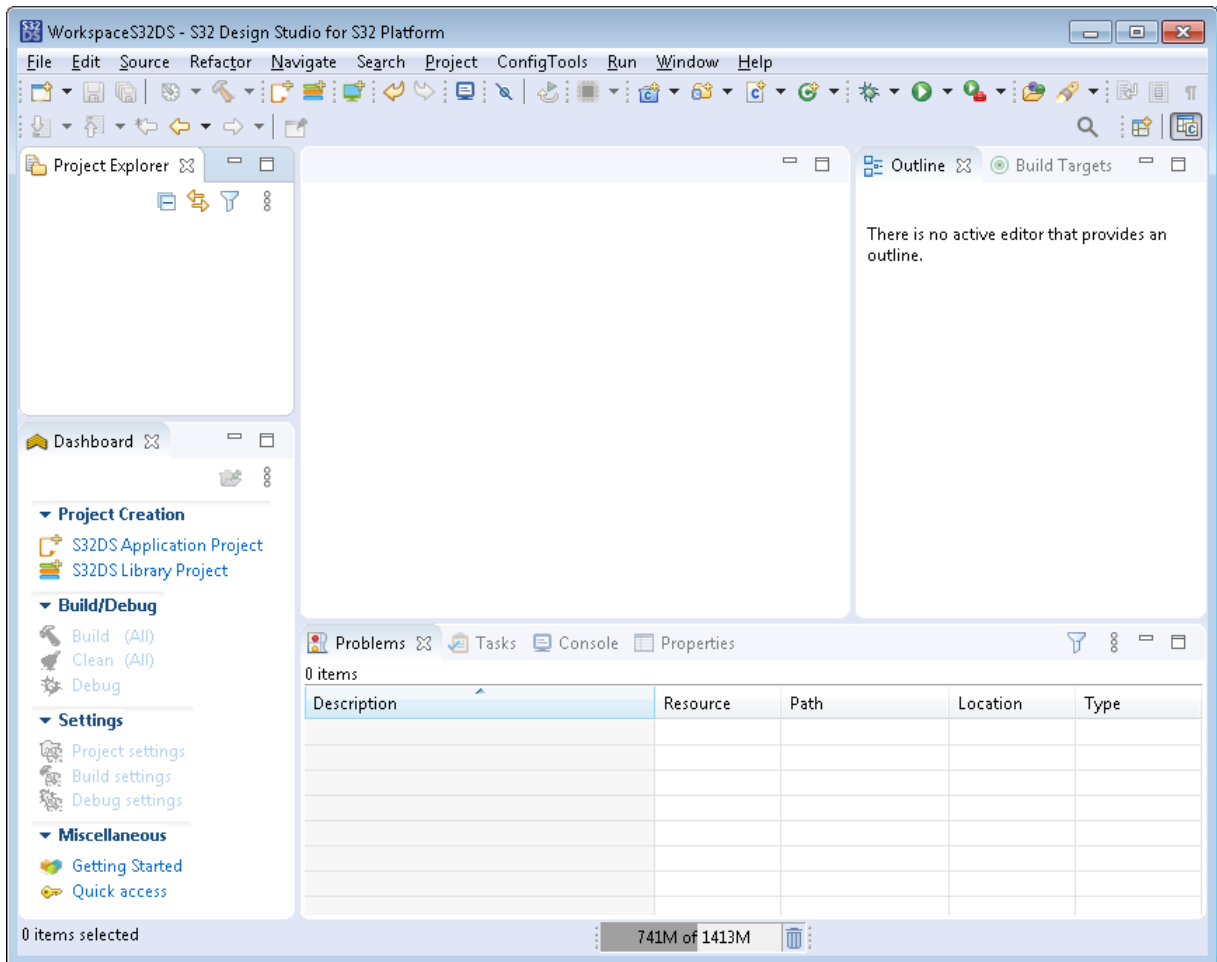 WorkspaceS32DS - S32 Design Studio for S32 Platform
File Edit Source Refactor Navigate Search Project ConfigTools Run Window Help
Project Explorer
Outline Build Targets
There is no active editor that provides an
outline.
Dashboard
Project Creation
S32DS Application Project
S32DS Library Project
Build/Debug
Build (All)
Clean (All)
Debug
Settings
Project settings
Build settings
Debug settings
Miscellaneous
Getting Started
Quick access
Problems Tasks Console Properties
0 items
Description Resource Path Location Type
0 items selected
741M of 1413M